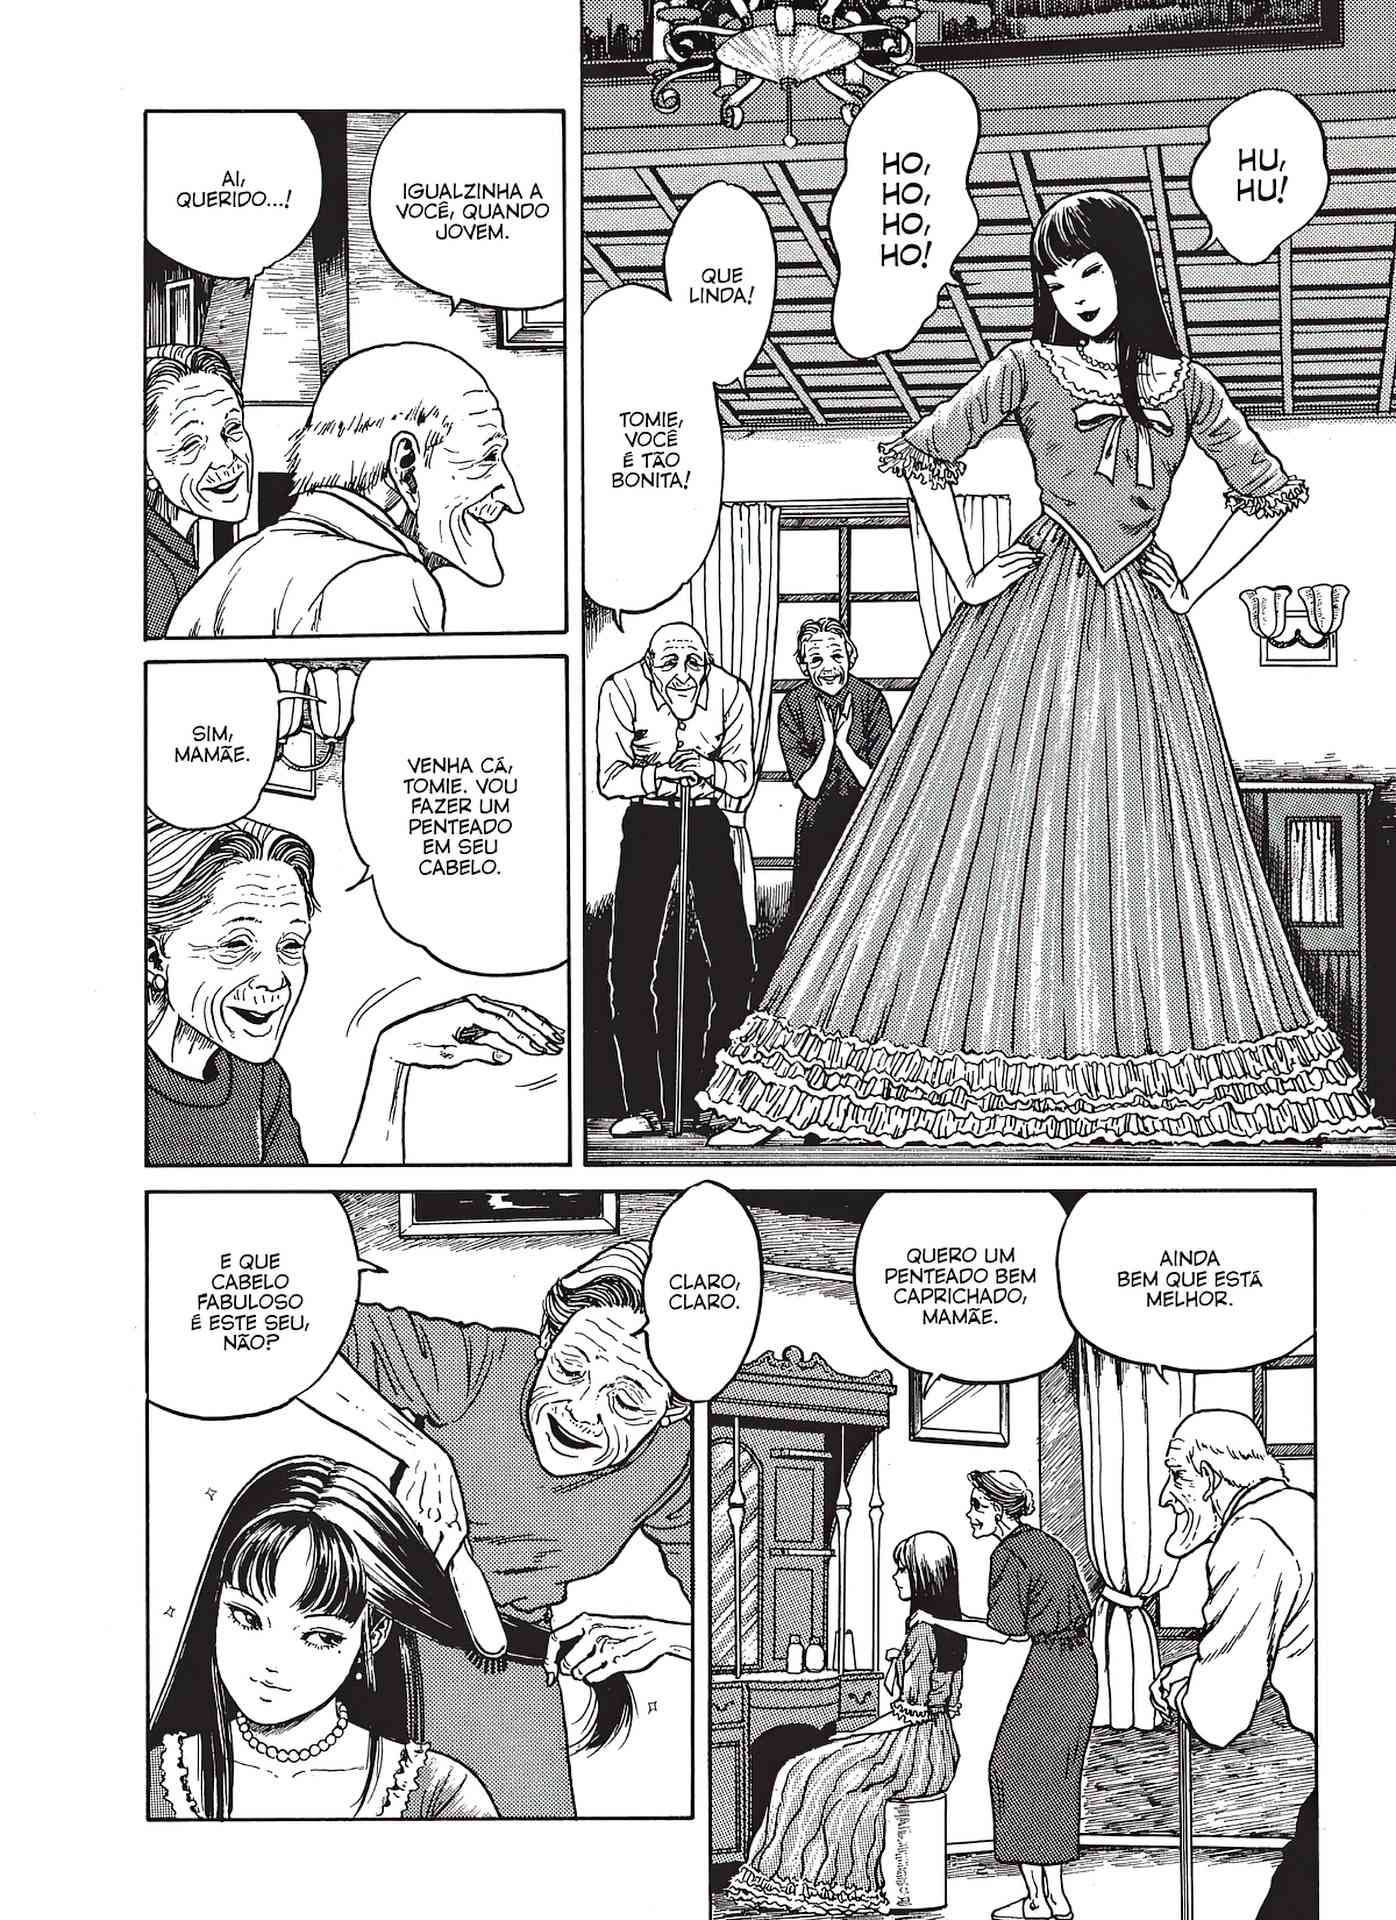 HU,
HU!
HO,
HO,
HO,
HO!
QUE
LINDA!
TOMIE,
VOCÊ
É TÃO
BONITA!
IGUALZINHA A
VOCÊ, QUANDO
JOVEM.
AI,
QUERIDO...!
VENHA CÁ,
TOMIE. VOU
FAZER UM
PENTEADO
EM SEU
CABELO.
SIM,
MAMÃE.
AINDA
BEM QUE ESTÁ
MELHOR.
QUERO UM
PENTEADO BEM
CAPRICHADO,
MAMÃE.
CLARO,
CLARO.
E QUE
CABELO
FABULOSO
É ESTE SEU,
NÃO?